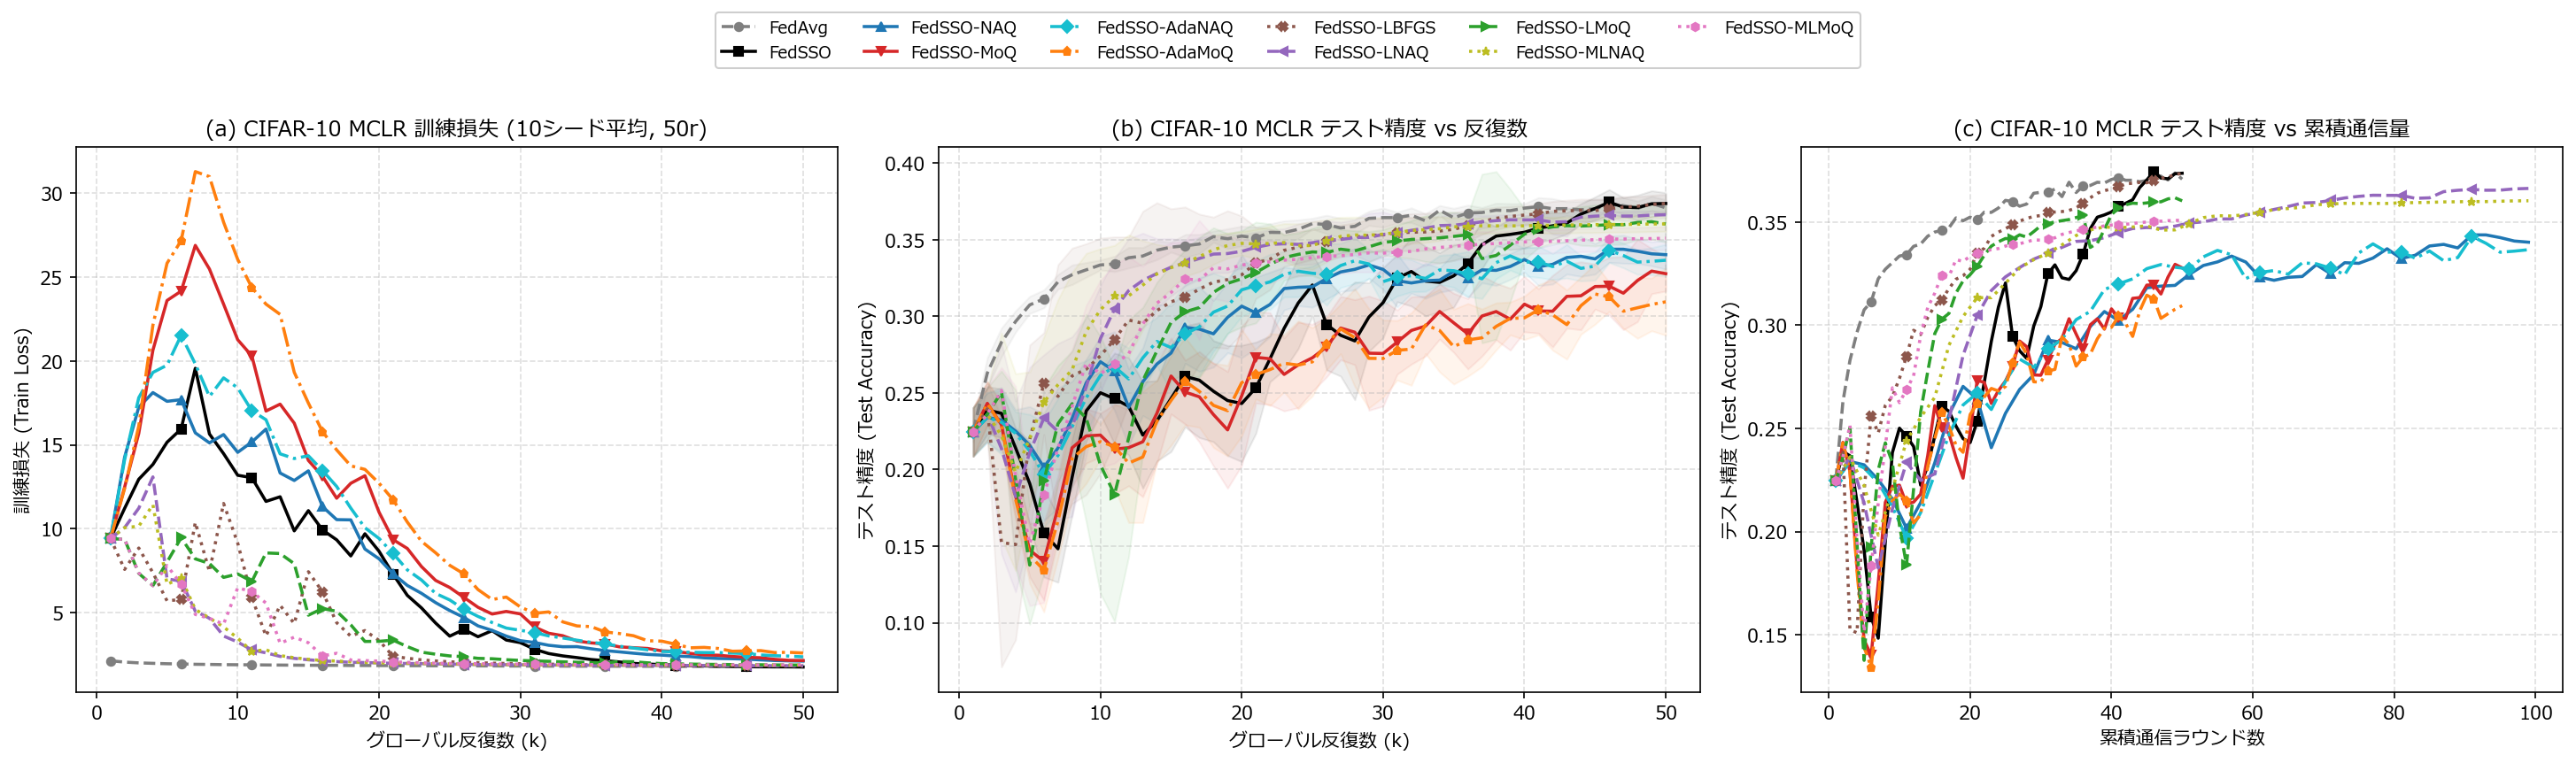 FedAvg FedSSO-NAQ FedSSO-AdaNAQ FedSSO-LBFGS FedSSO-LMoQ FedSSO-MLMoQ
FedSSO FedSSO-MoQ FedSSO-AdaMoQ FedSSO-LNAQ FedSSO-MLNAQ
(a) CIFAR-10 MCLR 訓練損失 (10シード平均, 50r)
訓練損失 (Train Loss)
30
25
20
15
10
5
0 10 20 30 40 50
グローバル反復数 (k)
(b) CIFAR-10 MCLR テスト精度 vs 反復数
テスト精度 (Test Accuracy)
0.40
0.35
0.30
0.25
0.20
0.15
0.10
0 10 20 30 40 50
グローバル反復数 (k)
(c) CIFAR-10 MCLR テスト精度 vs 累積通信量
テスト精度 (Test Accuracy)
0.35
0.30
0.25
0.20
0.15
0 20 40 60 80 100
累積通信ラウンド数